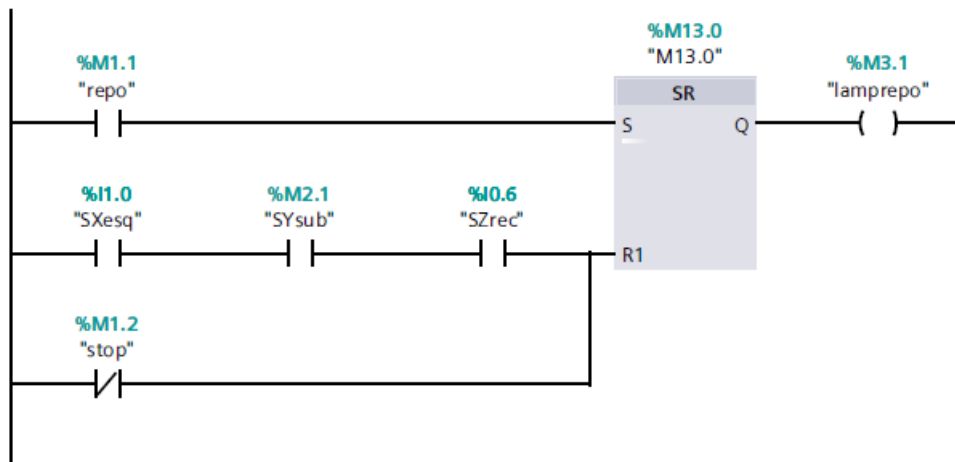 %M13.0
"M13.0"
%M1.1
"repo"
SR
%M3.1
"lamprepo"
S
Q
%I1.0
"SXesq"
%M2.1
"SYsub"
%I0.6
"SZrec"
R1
%M1.2
"stop"